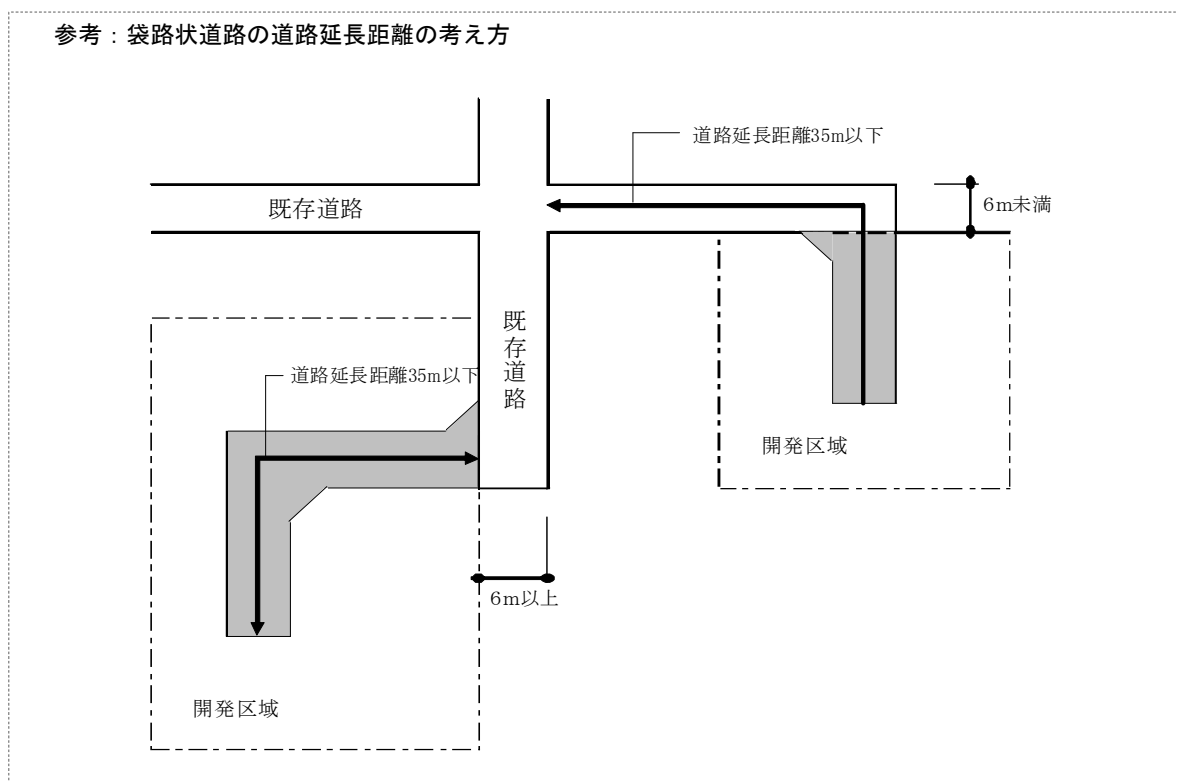 参考：袋路状道路の道路延長距離の考え方
道路延長距離35m以下
既存道路
6m未満
既存道路
道路延長距離35m以下
開発区域
6m以上
開発区域